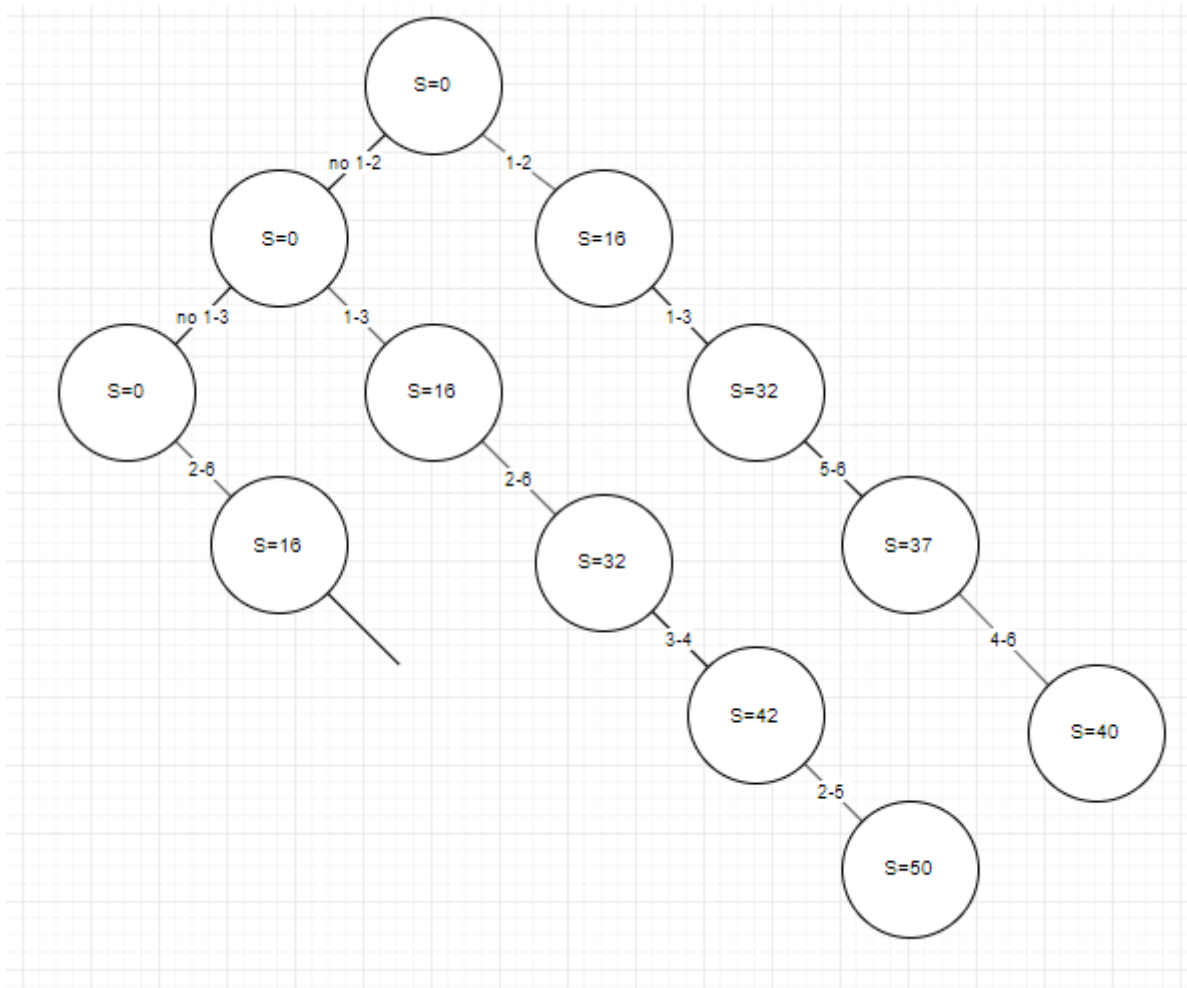 S=0
no 1-2
1-2
S=0
S=16
no 1-3
1-3
1-3
S=0
S=16
S=32
2-6
2-6
5-6
S=16
S=32
S=37
3-4
4-6
S=42
S=40
2-5
S=50